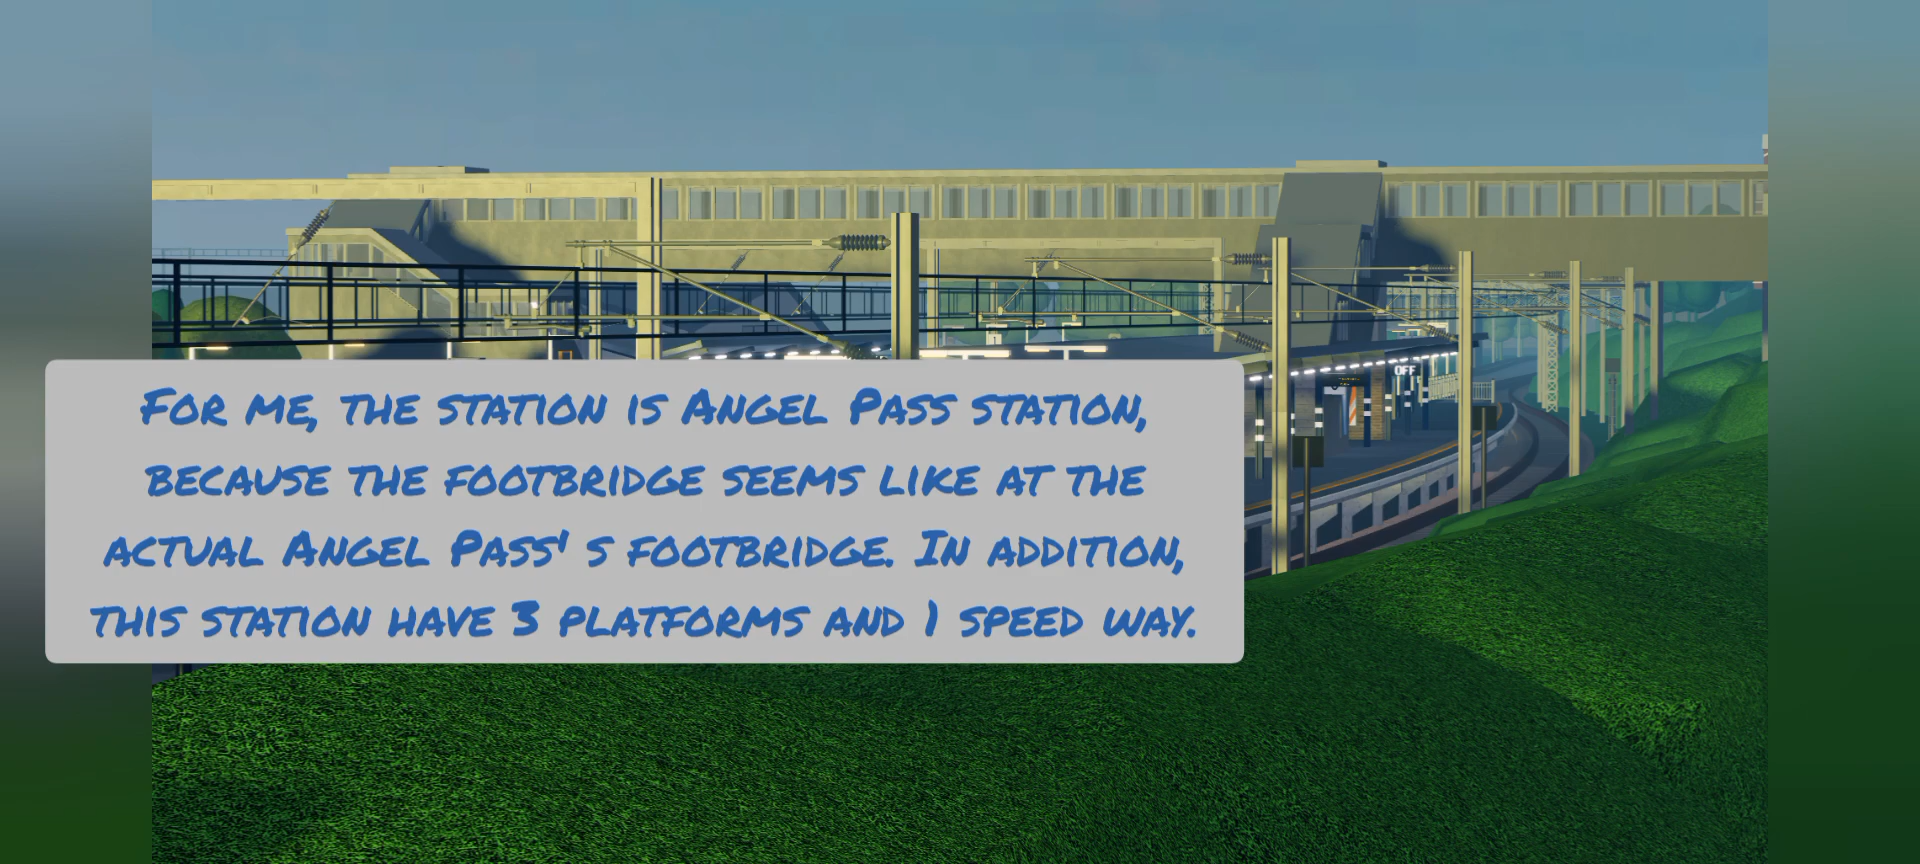 OFF
For me, the station is Angel Pass station,
because the footbridge seems like at the
actual Angel Pass' s footbridge. In addition,
this station have 3 platforms and 1 speed way.